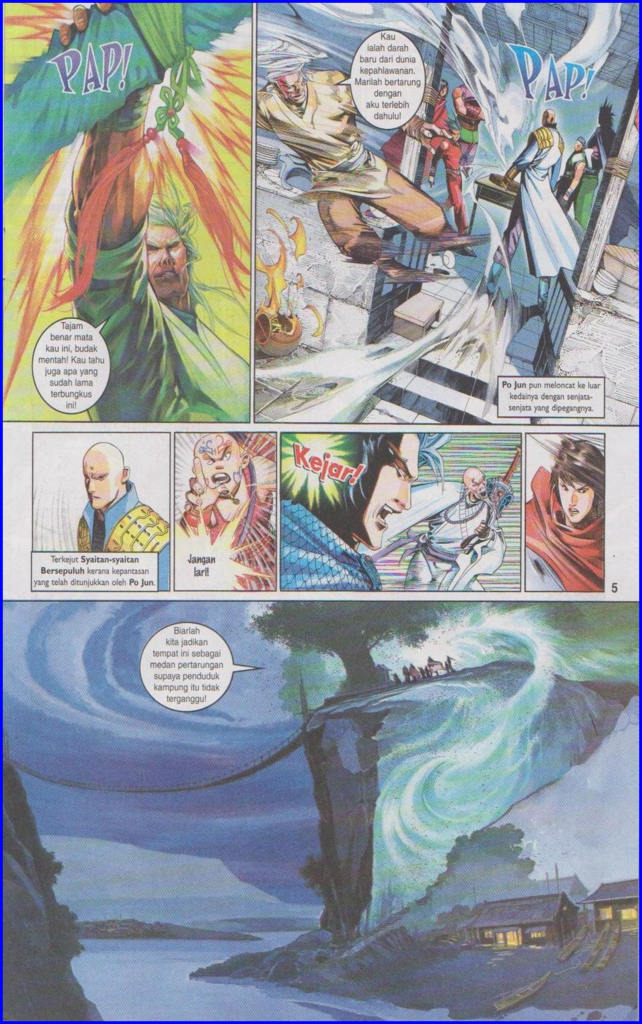 PAP!
Tajam
benar mata
kau ini, budak
mentah! Kau tahu
juga apa yang
sudah lama
terbungkus
ini!
Kau
ialah darah
baru dari dunia
kepahlawanan.
Marilah bertarung
dengan
aku terlebih
dahulu!
PAP!
Po Jun pun meloncat ke luar
kedainya dengan senjata-
senjata yang dipegangnya.
Terkejut Syaitan-syaitan
Bersepuluh kerana kepantasan
yang telah ditunjukkan oleh Po Jun.
Jangan
lari!
Kejar!
5
Biarlah
kita jadikan
tempat ini sebagai
medan pertarungan
supaya penduduk
kampung itu tidak
terganggu!